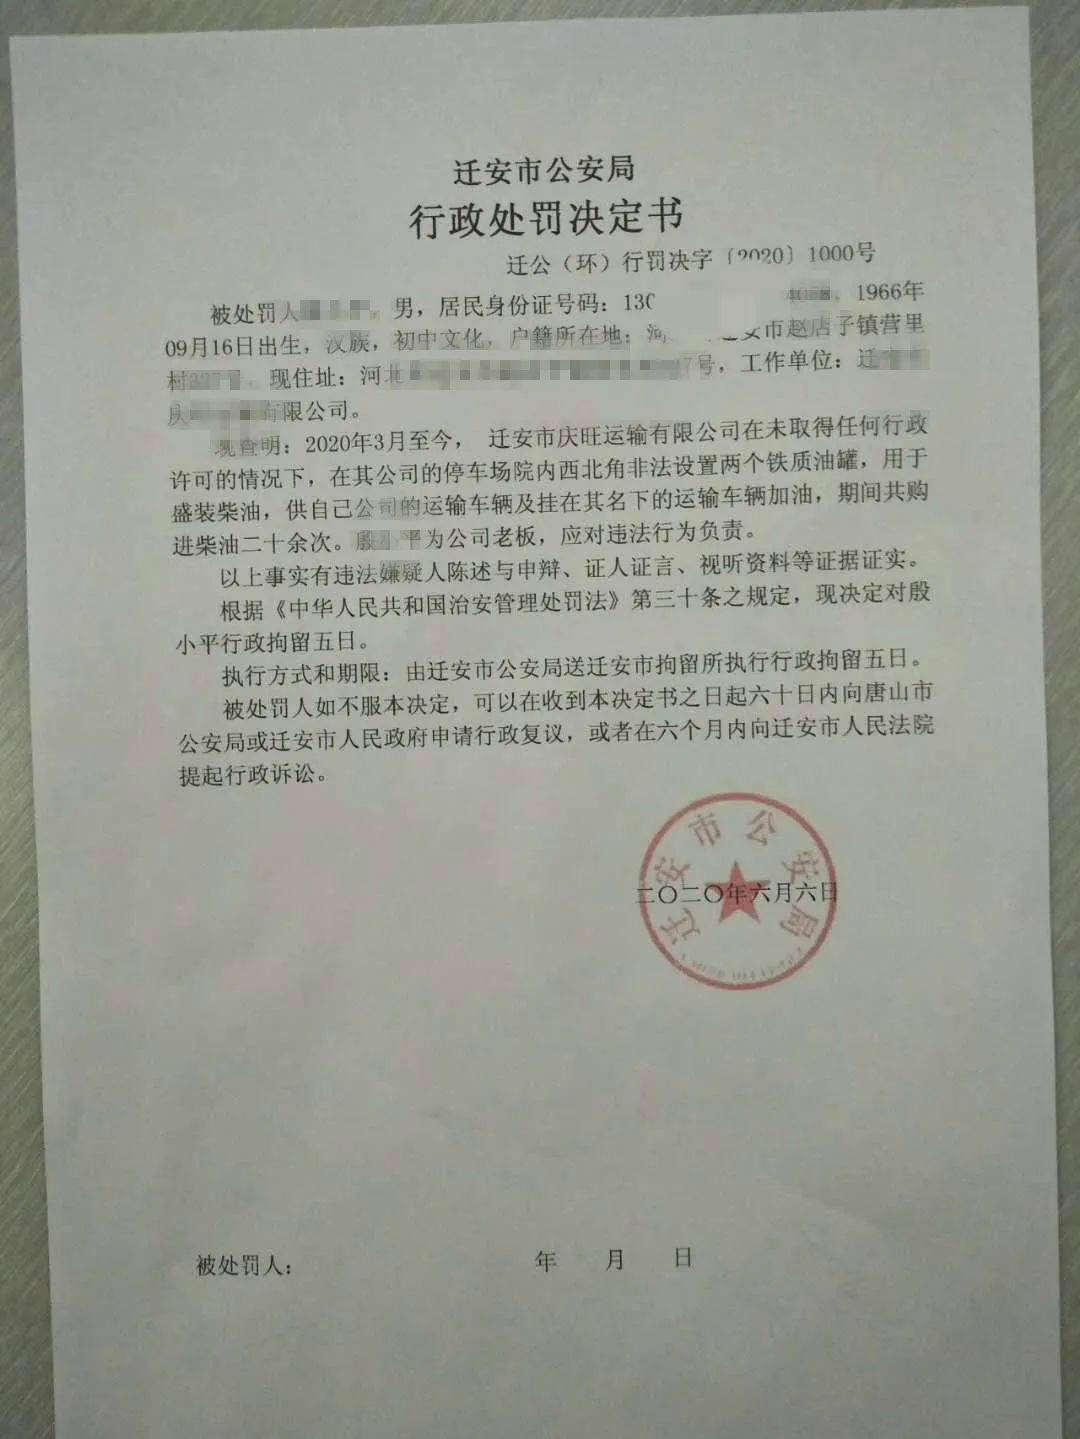 迁安市公安局
行政处罚决定书
迁公（环）行罚决字〔2020〕1000号
被处罚人 男，居民身份证号码：130 1966年
09月16日出生，汉族，初中文化，户籍所在地：河 迁安市赵店子镇营里
村 现住址：河北 号，工作单位：迁
庆 有限公司。
现查明：2020年3月至今， 迁安市庆旺运输有限公司在未取得任何行政
许可的情况下，在其公司的停车场院内西北角非法设置两个铁质油罐，用于
盛装柴油，供自己公司的运输车辆及挂在其名下的运输车辆加油，期间共购
进柴油二十余次。殷 平为公司老板，应对违法行为负责。
以上事实有违法嫌疑人陈述与申辩、证人证言、视听资料等证据证实。
根据《中华人民共和国治安管理处罚法》第三十条之规定，现决定对殷
小平行政拘留五日。
执行方式和期限：由迁安市公安局送迁安市拘留所执行行政拘留五日。
被处罚人如不服本决定，可以在收到本决定书之日起六十日内向唐山市
公安局或迁安市人民政府申请行政复议，或者在六个月内向迁安市人民法院
提起行政诉讼。
迁安市公安局
二〇二〇年六月六日
被处罚人： 年 月 日